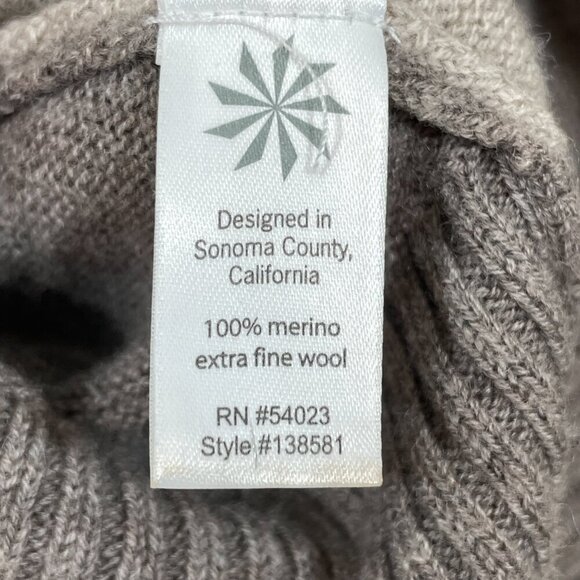 Designed in
Sonoma County,
California
100% merino
extra fine wool
RN #54023
Style #138581